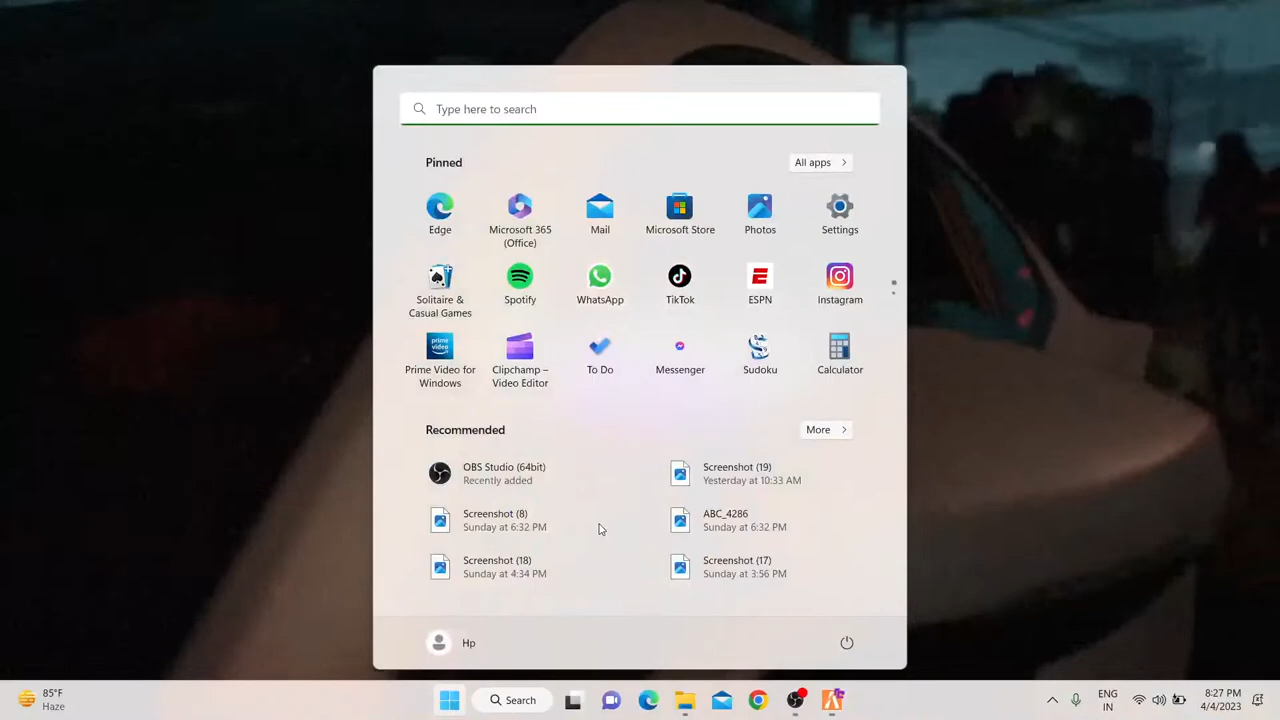 Type here to search
Pinned
All apps
Edge
Microsoft 365
(Office)
Mail
Microsoft Store
Photos
Settings
Solitaire &
Casual Games
Spotify
WhatsApp
TikTok
ESPN
Instagram
prime
video
Prime Video for
Windows
Clipchamp –
Video Editor
To Do
Messenger
Sudoku
Calculator
Recommended
More
OBS Studio (64bit)
Recently added
Screenshot (19)
Yesterday at 10:33 AM
Screenshot (8)
Sunday at 6:32 PM
ABC_4286
Sunday at 6:32 PM
Screenshot (18)
Sunday at 4:34 PM
Screenshot (17)
Sunday at 3:56 PM
Hp
85°F
Haze
Search
ENG
IN
8:27 PM
4/4/2023